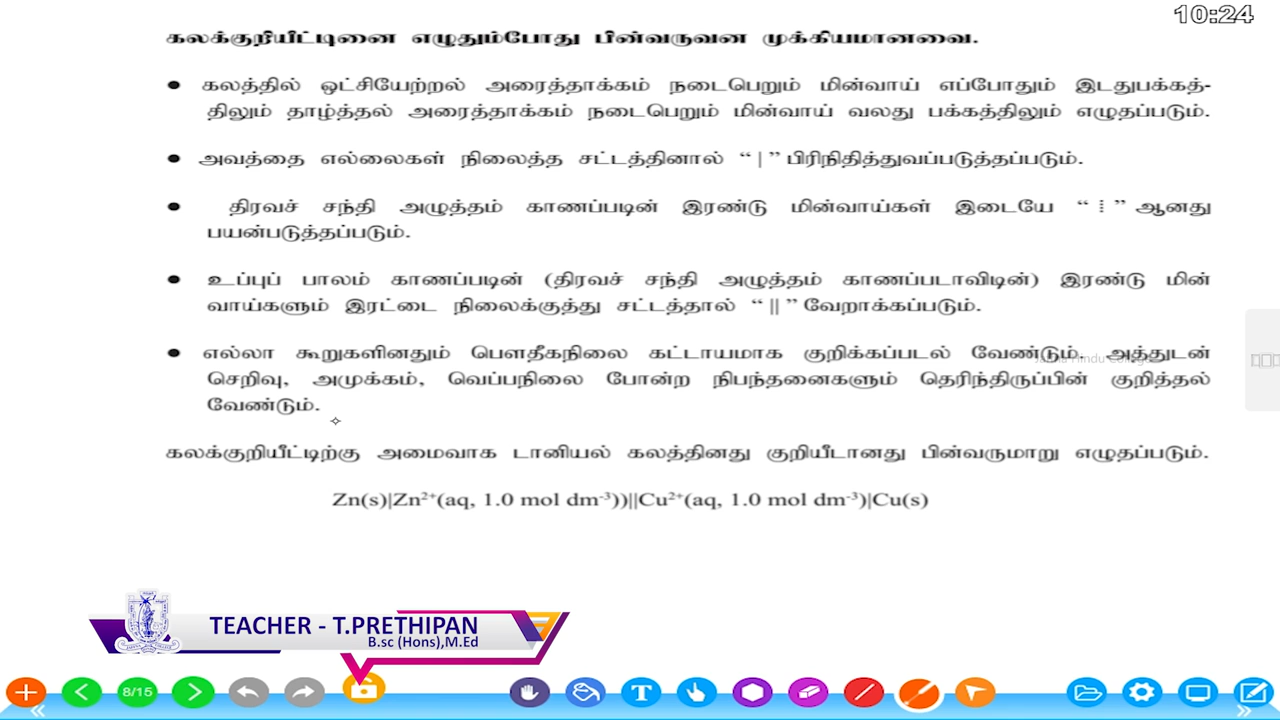 10:24
கலக்குறியீட்டினை எழுதும்போது பின்வருவன முக்கியமானவை.
● கலத்தில் ஒட்சியேற்றல் அரைத்தாக்கம் நடைபெறும் மின்வாய் எப்போதும் இடதுபக்கத்-
திலும் தாழ்த்தல் அரைத்தாக்கம் நடைபெறும் மின்வாய் வலது பக்கத்திலும் எழுதப்படும்.
● அவத்தை எல்லைகள் நிலைத்த சட்டத்தினால் “ | ” பிரிநிதித்துவப்படுத்தப்படும்.
● திரவச் சந்தி அழுத்தம் காணப்படின் இரண்டு மின்வாய்கள் இடையே “ ⁞ ” ஆனது
பயன்படுத்தப்படும்.
● உப்புப் பாலம் காணப்படின் (திரவச் சந்தி அழுத்தம் காணப்படாவிடின்) இரண்டு மின்
வாய்களும் இரட்டை நிலைக்குத்து சட்டத்தால் “ || ” வேறாக்கப்படும்.
● எல்லா கூறுகளினதும் பௌதீகநிலை கட்டாயமாக குறிக்கப்படல் வேண்டும். அத்துடன்
செறிவு, அமுக்கம், வெப்பநிலை போன்ற நிபந்தனைகளும் தெரிந்திருப்பின் குறித்தல்
வேண்டும்.
கலக்குறியீட்டிற்கு அமைவாக டானியல் கலத்தினது குறியீடானது பின்வருமாறு எழுதப்படும்.
Zn(s)|Zn²⁺(aq, 1.0 mol dm⁻³))||Cu²⁺(aq, 1.0 mol dm⁻³)|Cu(s)
TEACHER - T.PRETHIPAN
B.sc (Hons),M.Ed
8/15